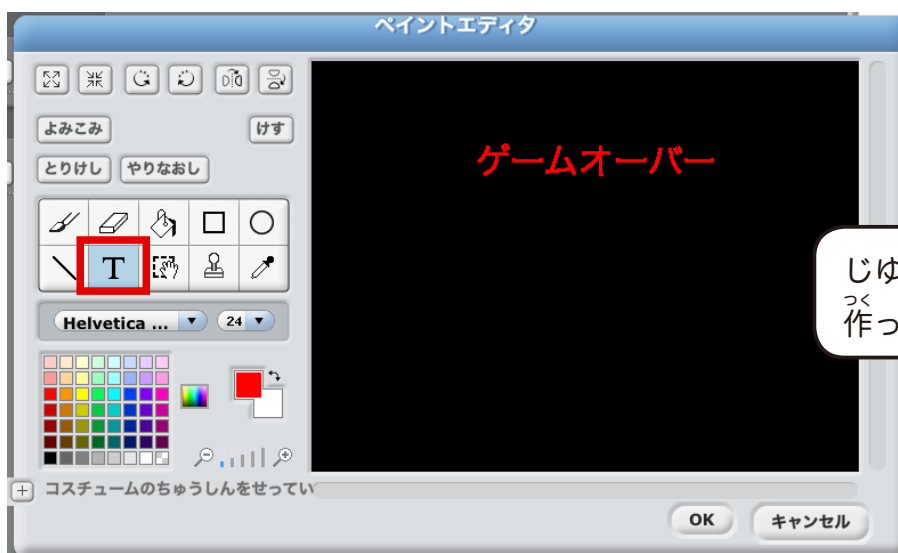 ペイントエディタ
よみこみ
けす
とりけし
やりなおし
T
Helvetica ...
24
ゲームオーバー
じゆ
つく
作っ
コスチュームのちゅうしんをせってい
OK
キャンセル